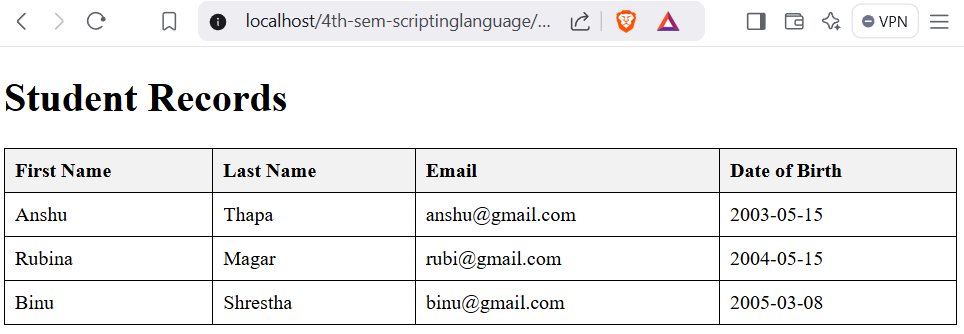 localhost/4th-sem-scriptinglanguage/... VPN
Student Records
First Name Last Name Email Date of Birth
Anshu Thapa anshu@gmail.com 2003-05-15
Rubina Magar rubi@gmail.com 2004-05-15
Binu Shrestha binu@gmail.com 2005-03-08